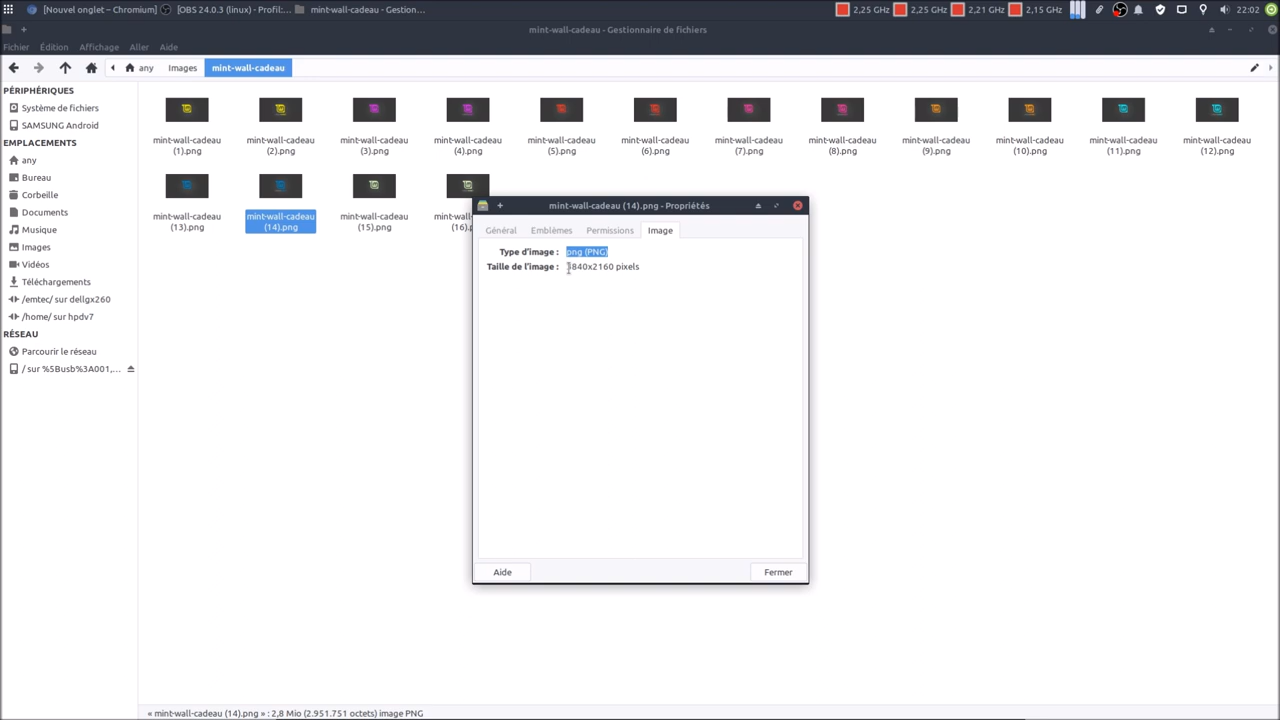 [Nouvel onglet – Chromium]
[OBS 24.0.3 (linux) - Profil:...
mint-wall-cadeau - Gestion...
2,25 GHz
2,25 GHz
2,21 GHz
2,15 GHz
22:02
mint-wall-cadeau - Gestionnaire de fichiers
Fichier Édition Affichage Aller Aide
any Images mint-wall-cadeau
PÉRIPHÉRIQUES
Système de fichiers
SAMSUNG Android
EMPLACEMENTS
any
Bureau
Corbeille
Documents
Musique
Images
Vidéos
Téléchargements
/emtec/ sur dellgx260
/home/ sur hpdv7
RÉSEAU
Parcourir le réseau
/ sur %5Busb%3A001,...
mint-wall-cadeau
(1).png
mint-wall-cadeau
(2).png
mint-wall-cadeau
(3).png
mint-wall-cadeau
(4).png
mint-wall-cadeau
(5).png
mint-wall-cadeau
(6).png
mint-wall-cadeau
(7).png
mint-wall-cadeau
(8).png
mint-wall-cadeau
(9).png
mint-wall-cadeau
(10).png
mint-wall-cadeau
(11).png
mint-wall-cadeau
(12).png
mint-wall-cadeau
(13).png
mint-wall-cadeau
(14).png
mint-wall-cadeau
(15).png
mint-wall-c
(16).p
mint-wall-cadeau (14).png - Propriétés
Général Emblèmes Permissions Image
Type d'image : png (PNG)
Taille de l'image : 3840x2160 pixels
Aide
Fermer
« mint-wall-cadeau (14).png » : 2,8 Mio (2.951.751 octets) image PNG